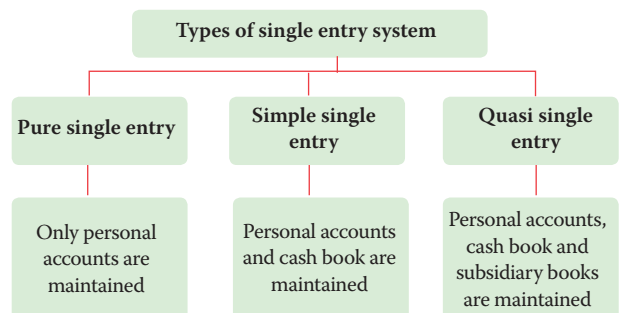 Types of single entry system
Pure single entry
Simple single
entry
Quasi single
entry
Only personal
accounts are
maintained
Personal accounts
and cash book are
maintained
Personal accounts,
cash book and
subsidiary books
are maintained